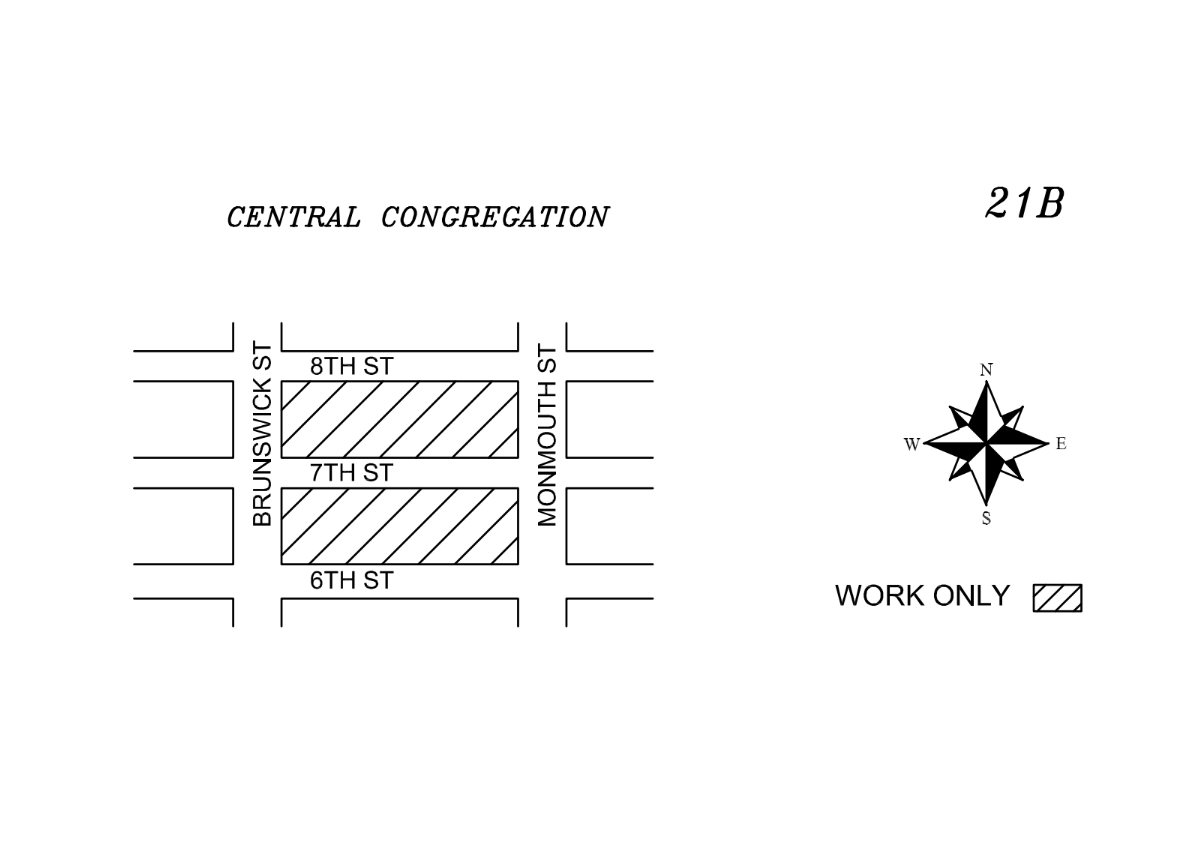 21B
CENTRAL CONGREGATION
8TH ST
BRUNSWICK ST
MONMOUTH ST
7TH ST
6TH ST
N
W
E
S
WORK ONLY